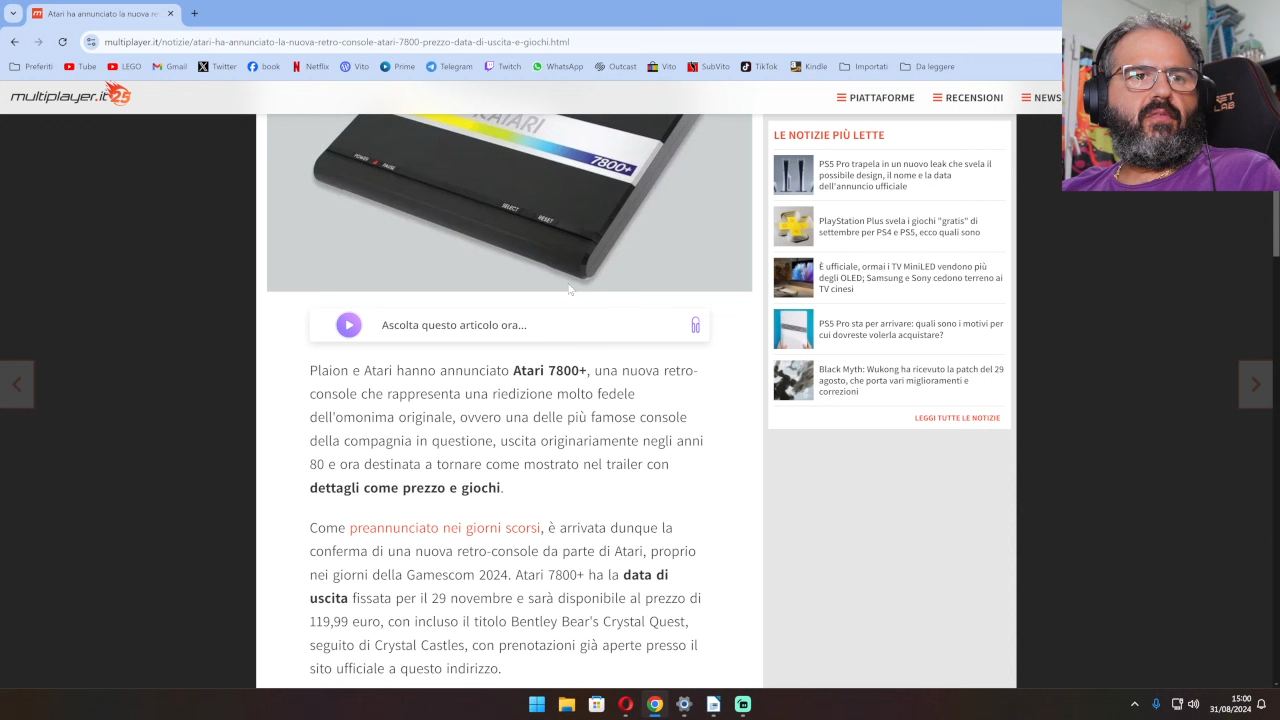 Atari ha annunciato la nuova re
multiplayer.it/notizie/atari-ha-annunciato-la-nuova-retro-console-atari-7800-prezzo-data-di-uscita-e-giochi.html
Preferiti YouTube LEGO Gmail Twitter book Netflix Vito Prime Telegram Twitch WhatsApp Outcast Vito SubVito TikTok Kindle Importati Da leggere
multiplayer.it 25
PIATTAFORME RECENSIONI NEWS
ATARI
7800+
POWER PAUSE
SELECT RESET
Ascolta questo articolo ora...
Plaion e Atari hanno annunciato Atari 7800+, una nuova retro-
console che rappresenta una riedizione molto fedele
dell'omonima originale, ovvero una delle più famose console
della compagnia in questione, uscita originariamente negli anni
80 e ora destinata a tornare come mostrato nel trailer con
dettagli come prezzo e giochi.
Come preannunciato nei giorni scorsi, è arrivata dunque la
conferma di una nuova retro-console da parte di Atari, proprio
nei giorni della Gamescom 2024. Atari 7800+ ha la data di
uscita fissata per il 29 novembre e sarà disponibile al prezzo di
119,99 euro, con incluso il titolo Bentley Bear's Crystal Quest,
seguito di Crystal Castles, con prenotazioni già aperte presso il
sito ufficiale a questo indirizzo.
LE NOTIZIE PIÙ LETTE
PS5 Pro trapela in un nuovo leak che svela il
possibile design, il nome e la data
dell'annuncio ufficiale
PlayStation Plus svela i giochi "gratis" di
settembre per PS4 e PS5, ecco quali sono
È ufficiale, ormai i TV MiniLED vendono più
degli OLED; Samsung e Sony cedono terreno ai
TV cinesi
PS5 Pro sta per arrivare: quali sono i motivi per
cui dovreste volerla acquistare?
Black Myth: Wukong ha ricevuto la patch del 29
agosto, che porta vari miglioramenti e
correzioni
LEGGI TUTTE LE NOTIZIE
15:00
31/08/2024